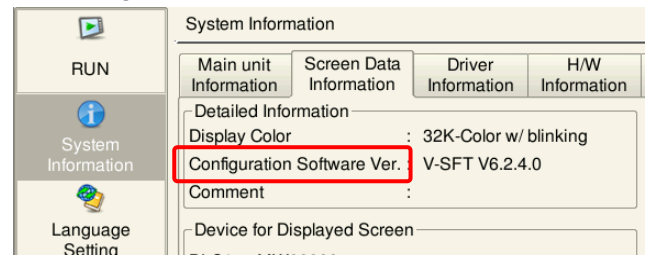 System Information
RUN
Main unit Information
Screen Data Information
Driver Information
H/W Information
System Information
Detailed Information
Display Color : 32K-Color w/ blinking
Configuration Software Ver. : V-SFT V6.2.4.0
Comment :
Language Setting
Device for Displayed Screen